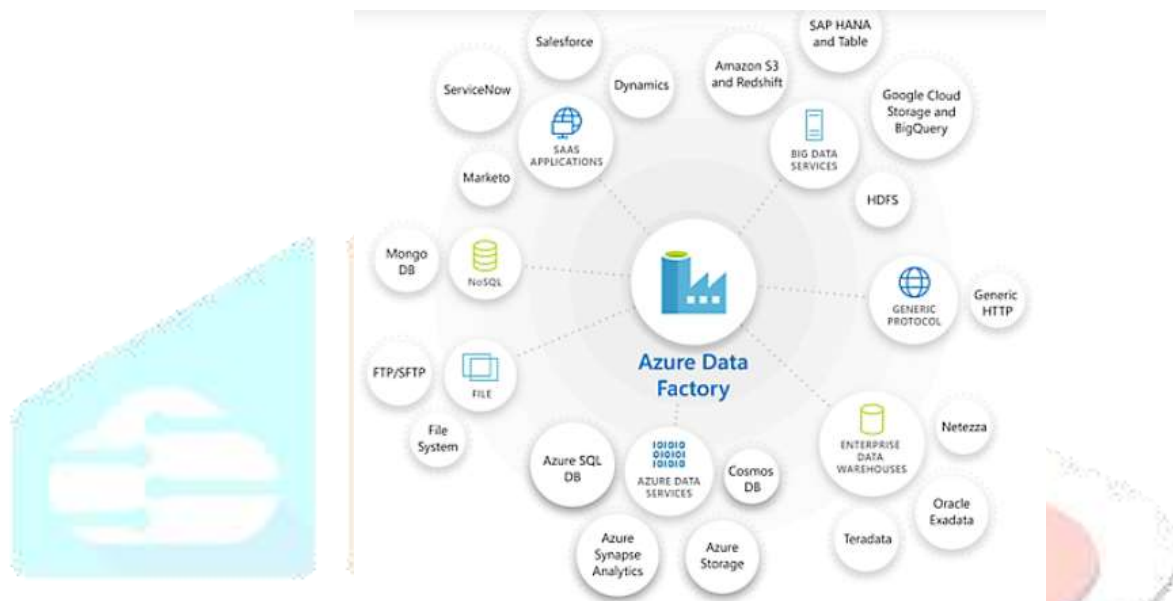 Salesforce
ServiceNow
Dynamics
SAAS
APPLICATIONS
Marketo
SAP HANA
and Table
Amazon S3
and Redshift
Google Cloud
Storage and
BigQuery
BIG DATA
SERVICES
HDFS
Mongo
DB
NoSQL
GENERIC
PROTOCOL
Generic
HTTP
Azure Data
Factory
FTP/SFTP
FILE
File
System
Azure SQL
DB
AZURE DATA
SERVICES
Cosmos
DB
Azure
Synapse
Analytics
Azure
Storage
ENTERPRISE
DATA
WAREHOUSES
Netezza
Oracle
Exadata
Teradata